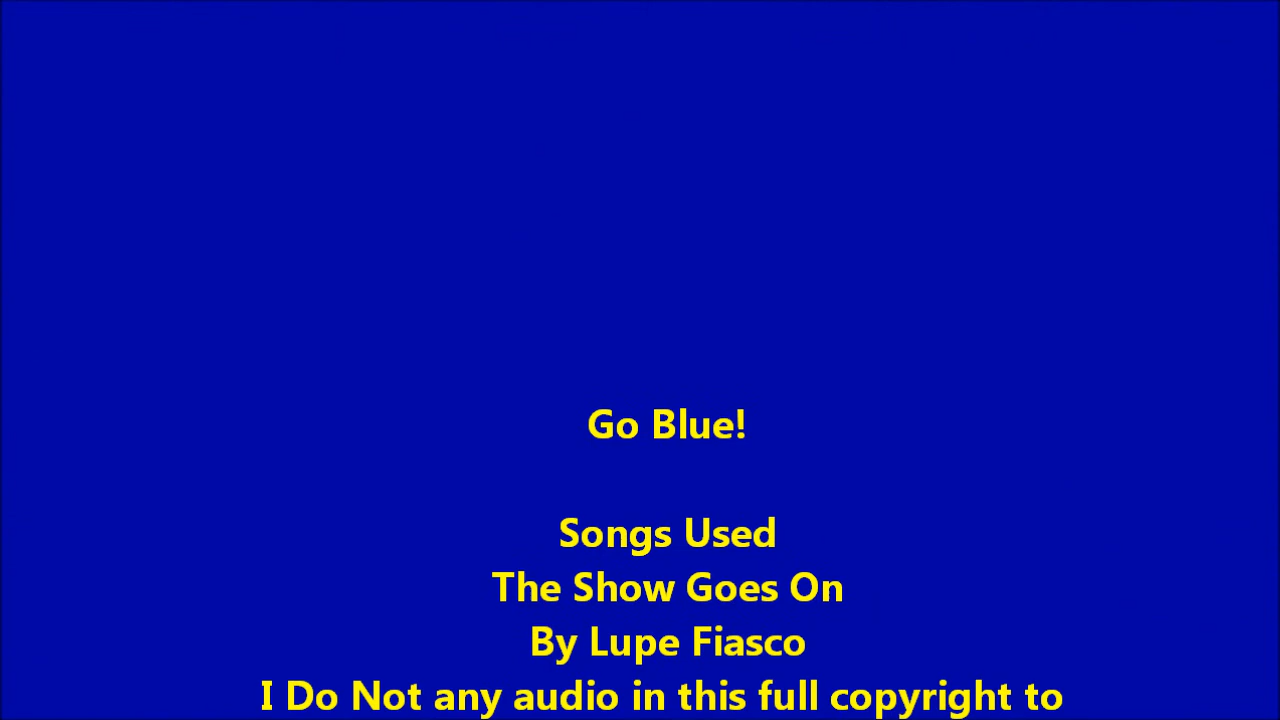 Go Blue!
Songs Used
The Show Goes On
By Lupe Fiasco
I Do Not any audio in this full copyright to